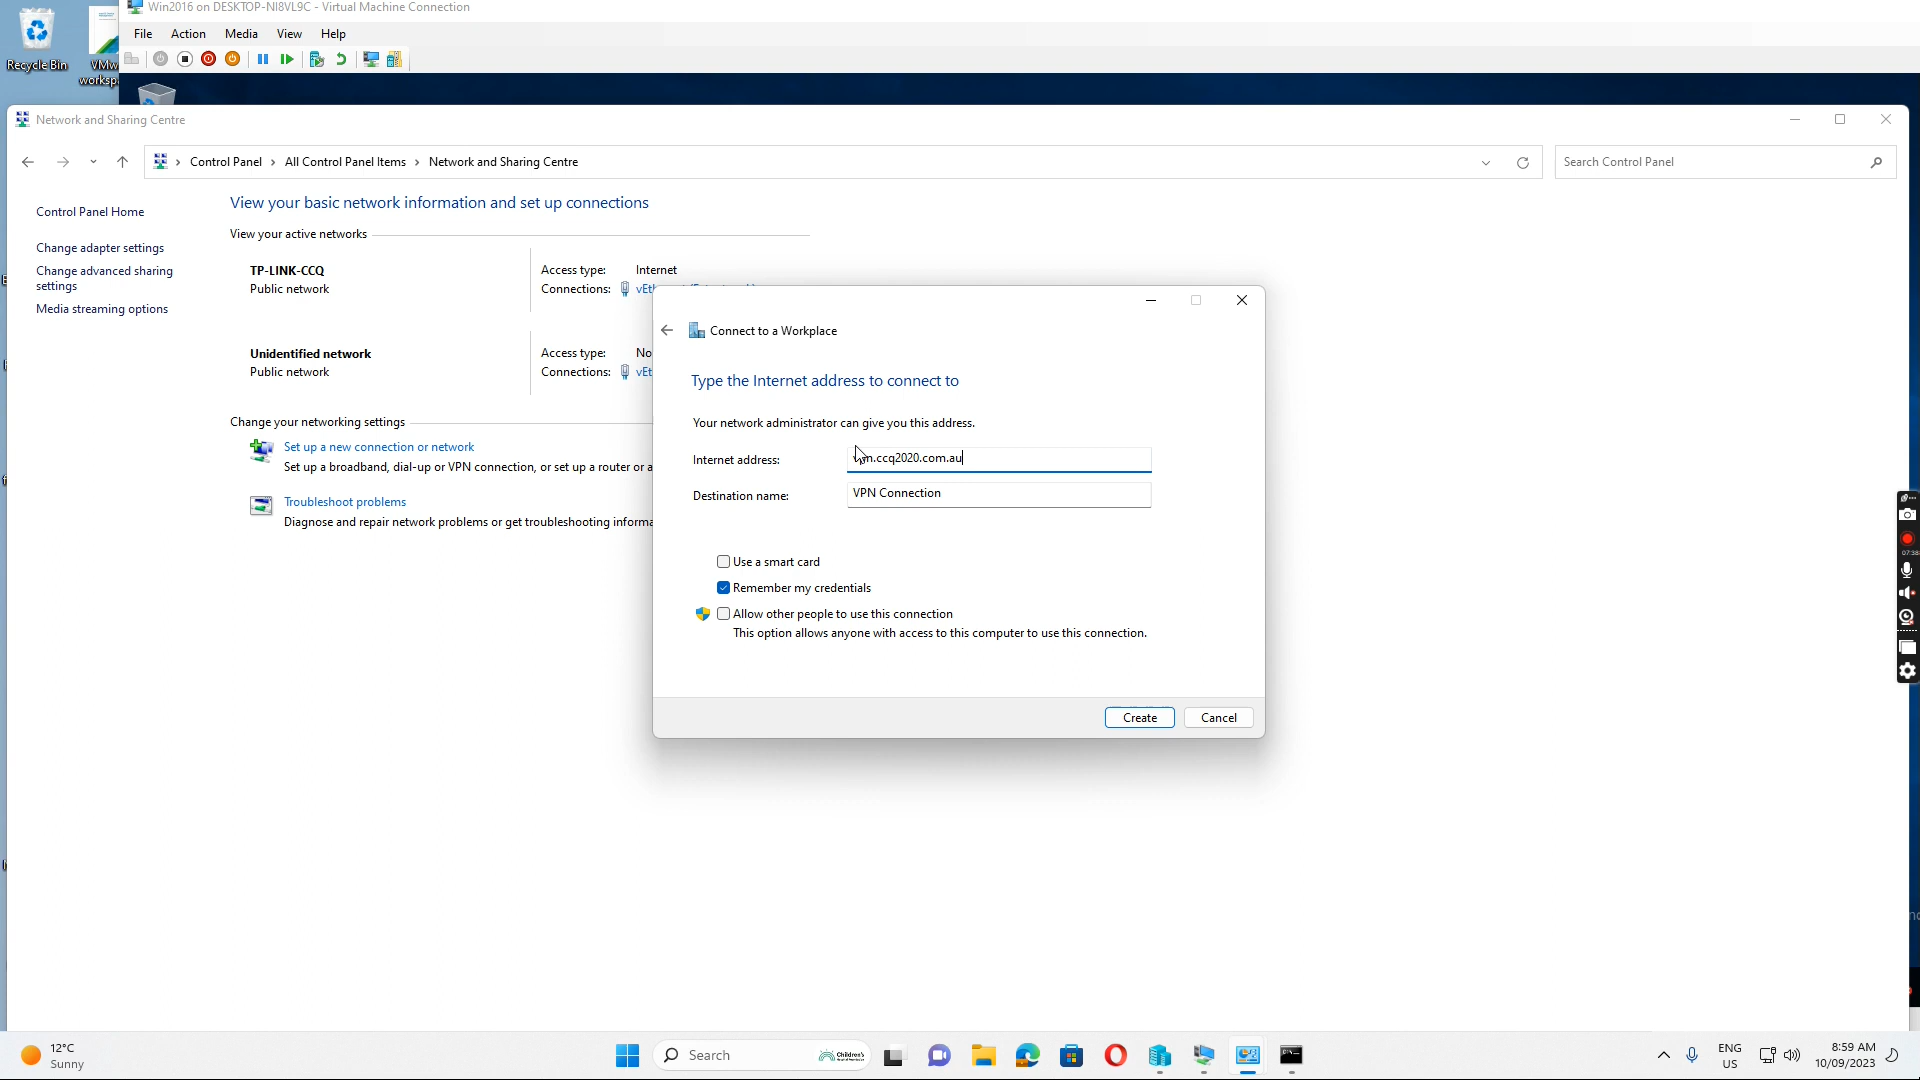 Win2016 on DESKTOP-NI8VL9C - Virtual Machine Connection
File Action Media View Help
Recycle Bin
Network and Sharing Centre
Control Panel > All Control Panel Items > Network and Sharing Centre
Search Control Panel
Control Panel Home
Change adapter settings
Change advanced sharing
settings
Media streaming options
View your basic network information and set up connections
View your active networks
TP-LINK-CCQ
Public network
Access type: Internet
Connections:
Unidentified network
Public network
Access type: No
Connections:
Change your networking settings
Set up a new connection or network
Set up a broadband, dial-up or VPN connection, or set up a router or a
Troubleshoot problems
Diagnose and repair network problems or get troubleshooting informa
Connect to a Workplace
Type the Internet address to connect to
Your network administrator can give you this address.
Internet address: .ccq2020.com.au
Destination name: VPN Connection
Use a smart card
Remember my credentials
Allow other people to use this connection
This option allows anyone with access to this computer to use this connection.
Create Cancel
12°C
Sunny
Search
Children's
ENG
US
8:59 AM
10/09/2023